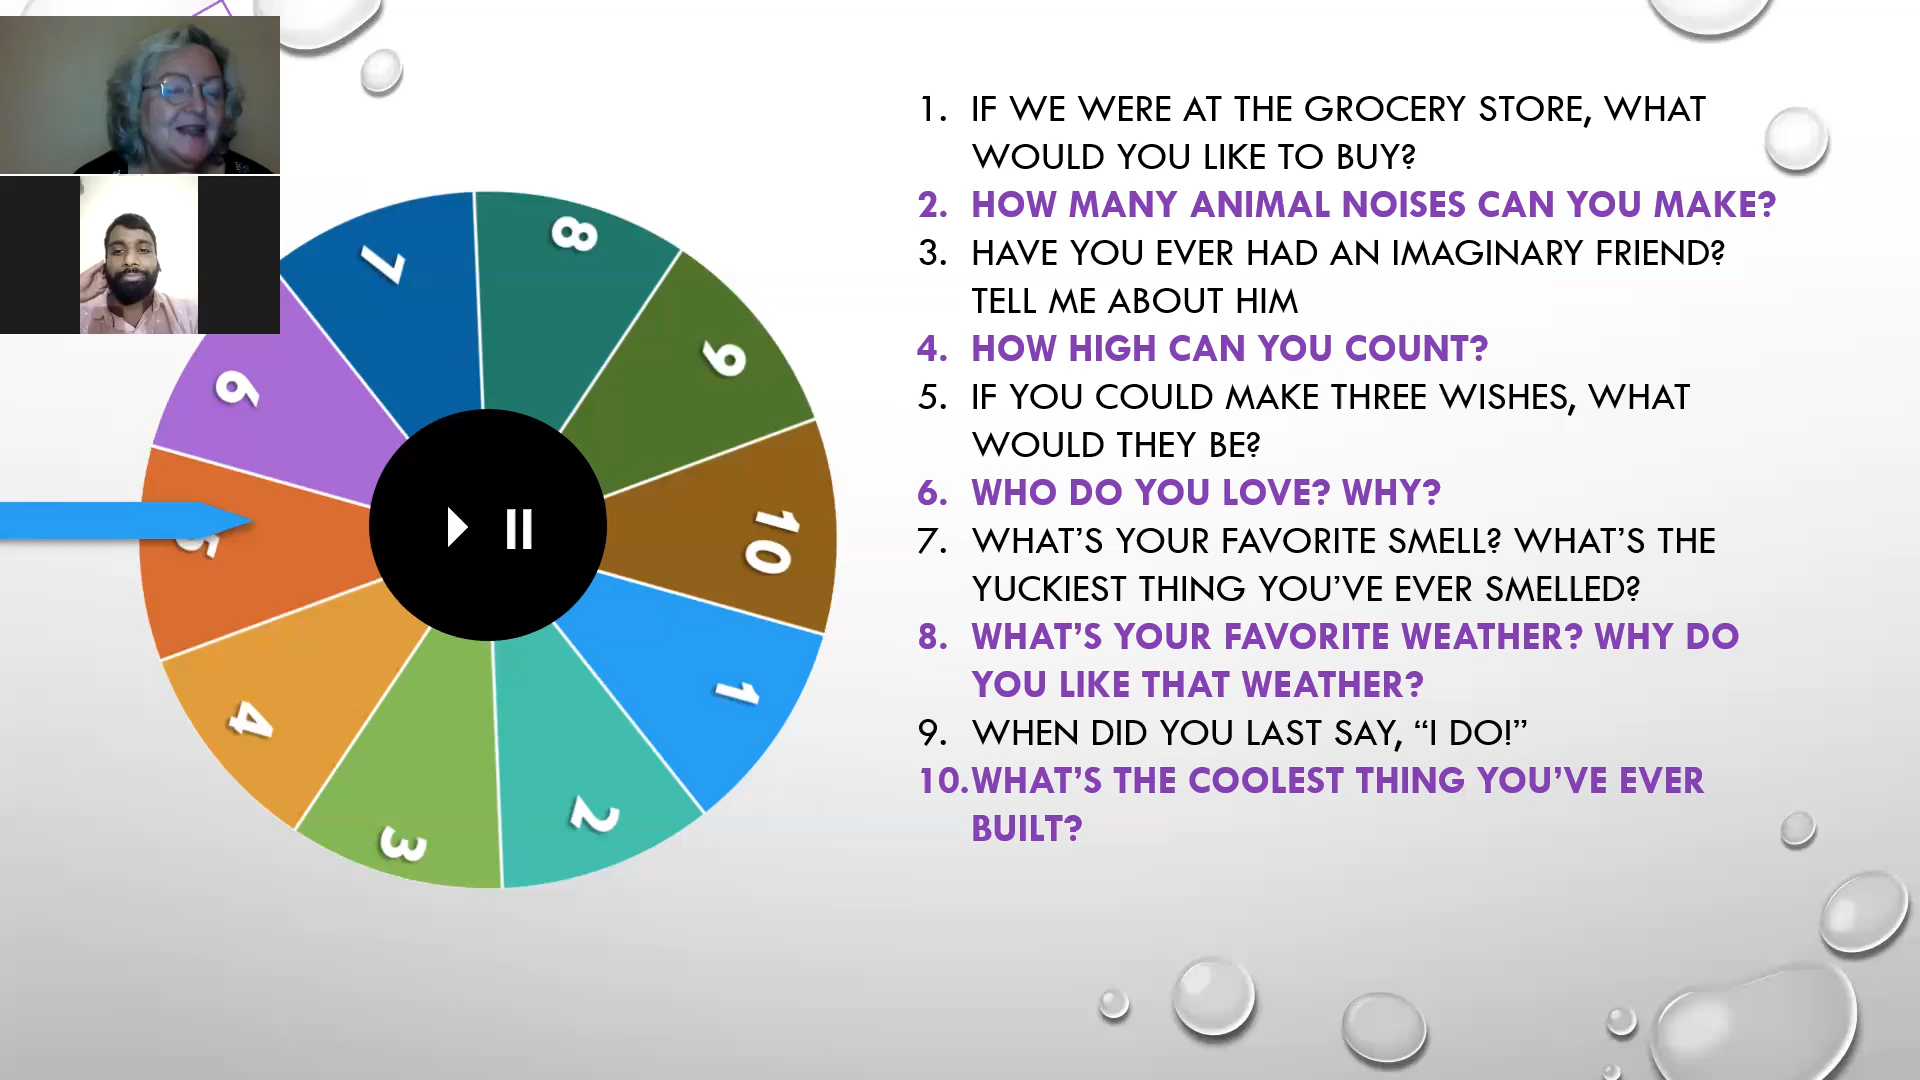 7
8
9
6
10
5
1
4
2
3
1. IF WE WERE AT THE GROCERY STORE, WHAT
WOULD YOU LIKE TO BUY?
2. HOW MANY ANIMAL NOISES CAN YOU MAKE?
3. HAVE YOU EVER HAD AN IMAGINARY FRIEND?
TELL ME ABOUT HIM
4. HOW HIGH CAN YOU COUNT?
5. IF YOU COULD MAKE THREE WISHES, WHAT
WOULD THEY BE?
6. WHO DO YOU LOVE? WHY?
7. WHAT’S YOUR FAVORITE SMELL? WHAT’S THE
YUCKIEST THING YOU’VE EVER SMELLED?
8. WHAT’S YOUR FAVORITE WEATHER? WHY DO
YOU LIKE THAT WEATHER?
9. WHEN DID YOU LAST SAY, “I DO!”
10.WHAT’S THE COOLEST THING YOU’VE EVER
BUILT?